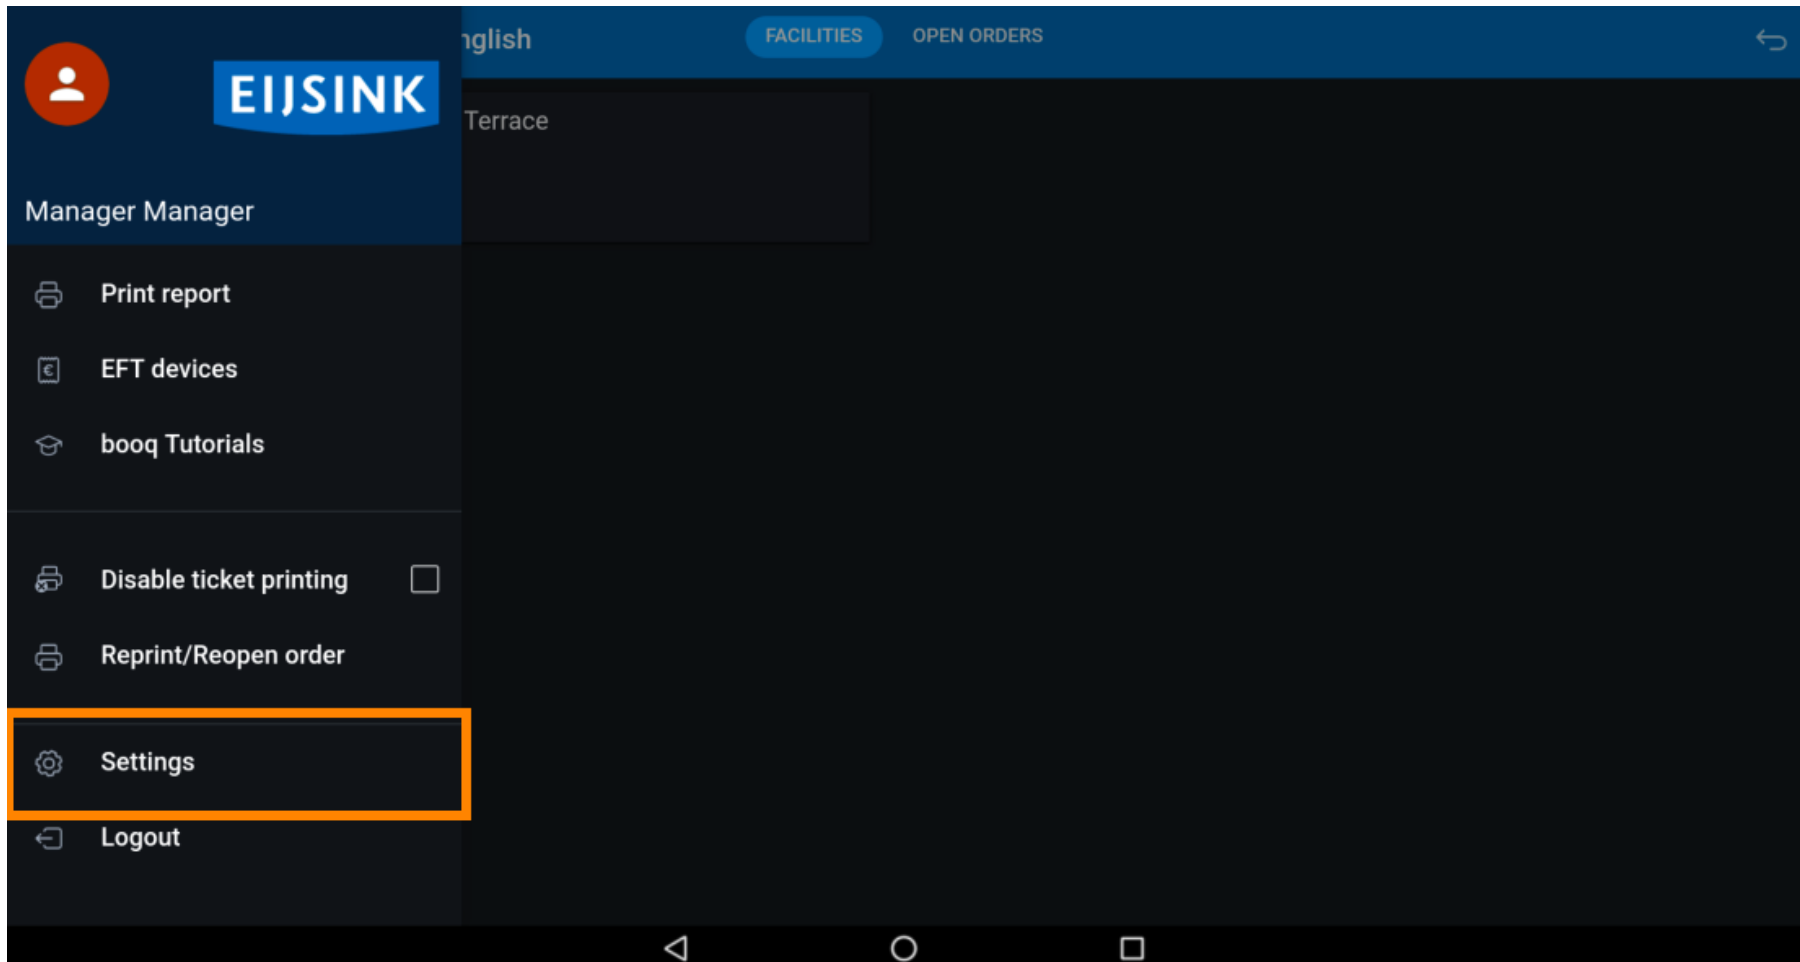 EIJSINK
Manager Manager
Print report
EFT devices
booq Tutorials
Disable ticket printing
Reprint/Reopen order
Settings
Logout
nglish
FACILITIES
OPEN ORDERS
Terrace